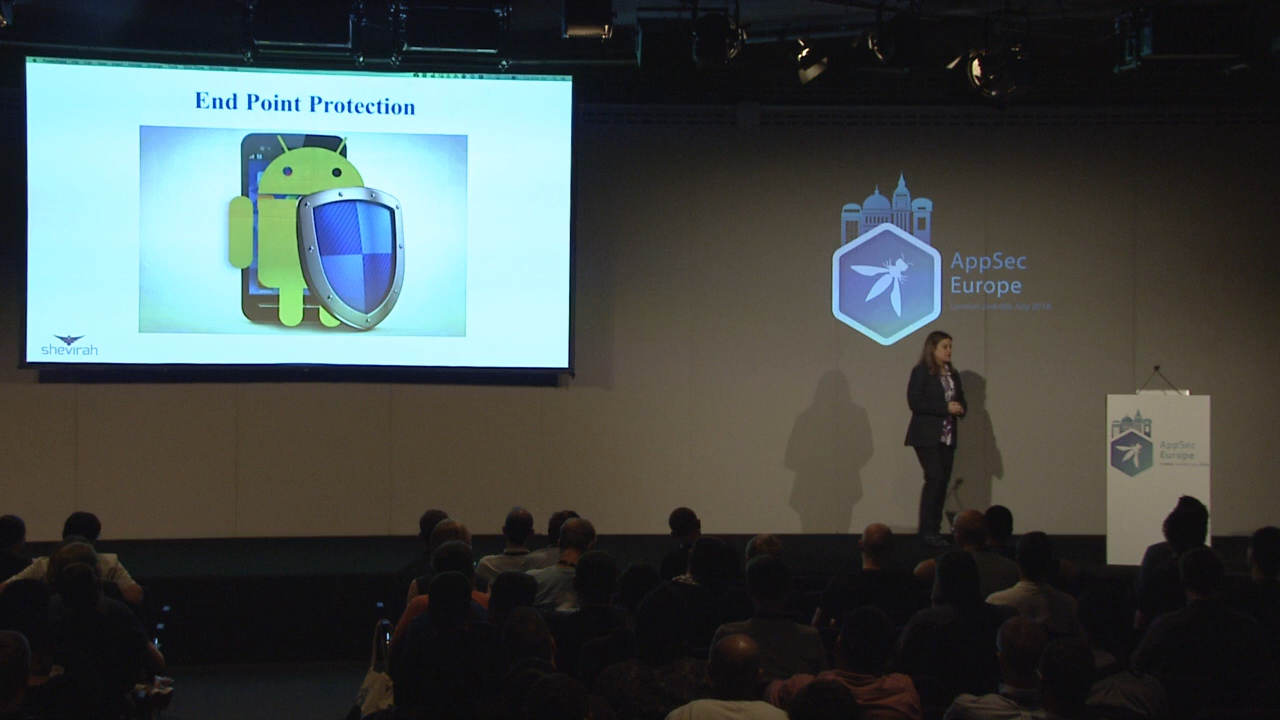 End Point Protection
shevirah
AppSec
Europe
AppSec
Europe